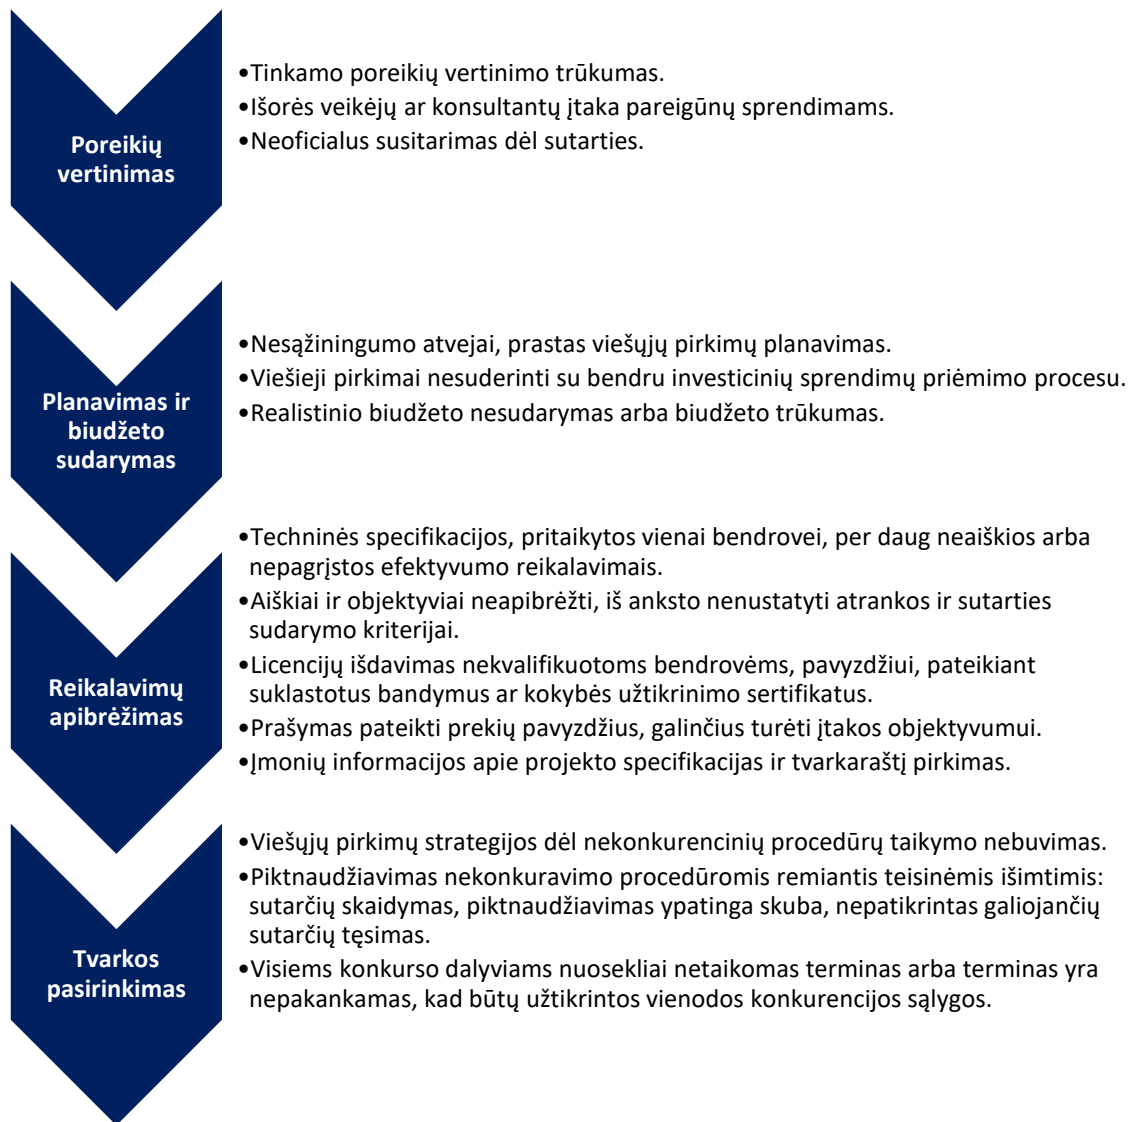 Poreikių
vertinimas
•Tinkamo poreikių vertinimo trūkumas.
•Išorės veikėjų ar konsultantų įtaka pareigūnų sprendimams.
•Neoficialus susitarimas dėl sutarties.
Planavimas ir
biudžeto
sudarymas
•Nesąžiningumo atvejai, prastas viešųjų pirkimų planavimas.
•Viešieji pirkimai nesuderinti su bendru investicinių sprendimų priėmimo procesu.
•Realistinio biudžeto nesudarymas arba biudžeto trūkumas.
Reikalavimų
apibrėžimas
•Techninės specifikacijos, pritaikytos vienai bendrovei, per daug neaiškios arba
nepagrįstos efektyvumo reikalavimais.
•Aiškiai ir objektyviai neapibrėžti, iš anksto nenustatyti atrankos ir sutarties
sudarymo kriterijai.
•Licencijų išdavimas nekvalifikuotoms bendrovėms, pavyzdžiui, pateikiant
suklastotus bandymus ar kokybės užtikrinimo sertifikatus.
•Prašymas pateikti prekių pavyzdžius, galinčius turėti įtakos objektyvumui.
•Įmonių informacijos apie projekto specifikacijas ir tvarkaraštį pirkimas.
Tvarkos
pasirinkimas
•Viešųjų pirkimų strategijos dėl nekonkurencinių procedūrų taikymo nebuvimas.
•Piktnaudžiavimas nekonkuravimo procedūromis remiantis teisinėmis išimtimis:
sutarčių skaidymas, piktnaudžiavimas ypatinga skuba, nepatikrintas galiojančių
sutarčių tęsimas.
•Visiems konkurso dalyviams nuosekliai netaikomas terminas arba terminas yra
nepakankamas, kad būtų užtikrintos vienodos konkurencijos sąlygos.